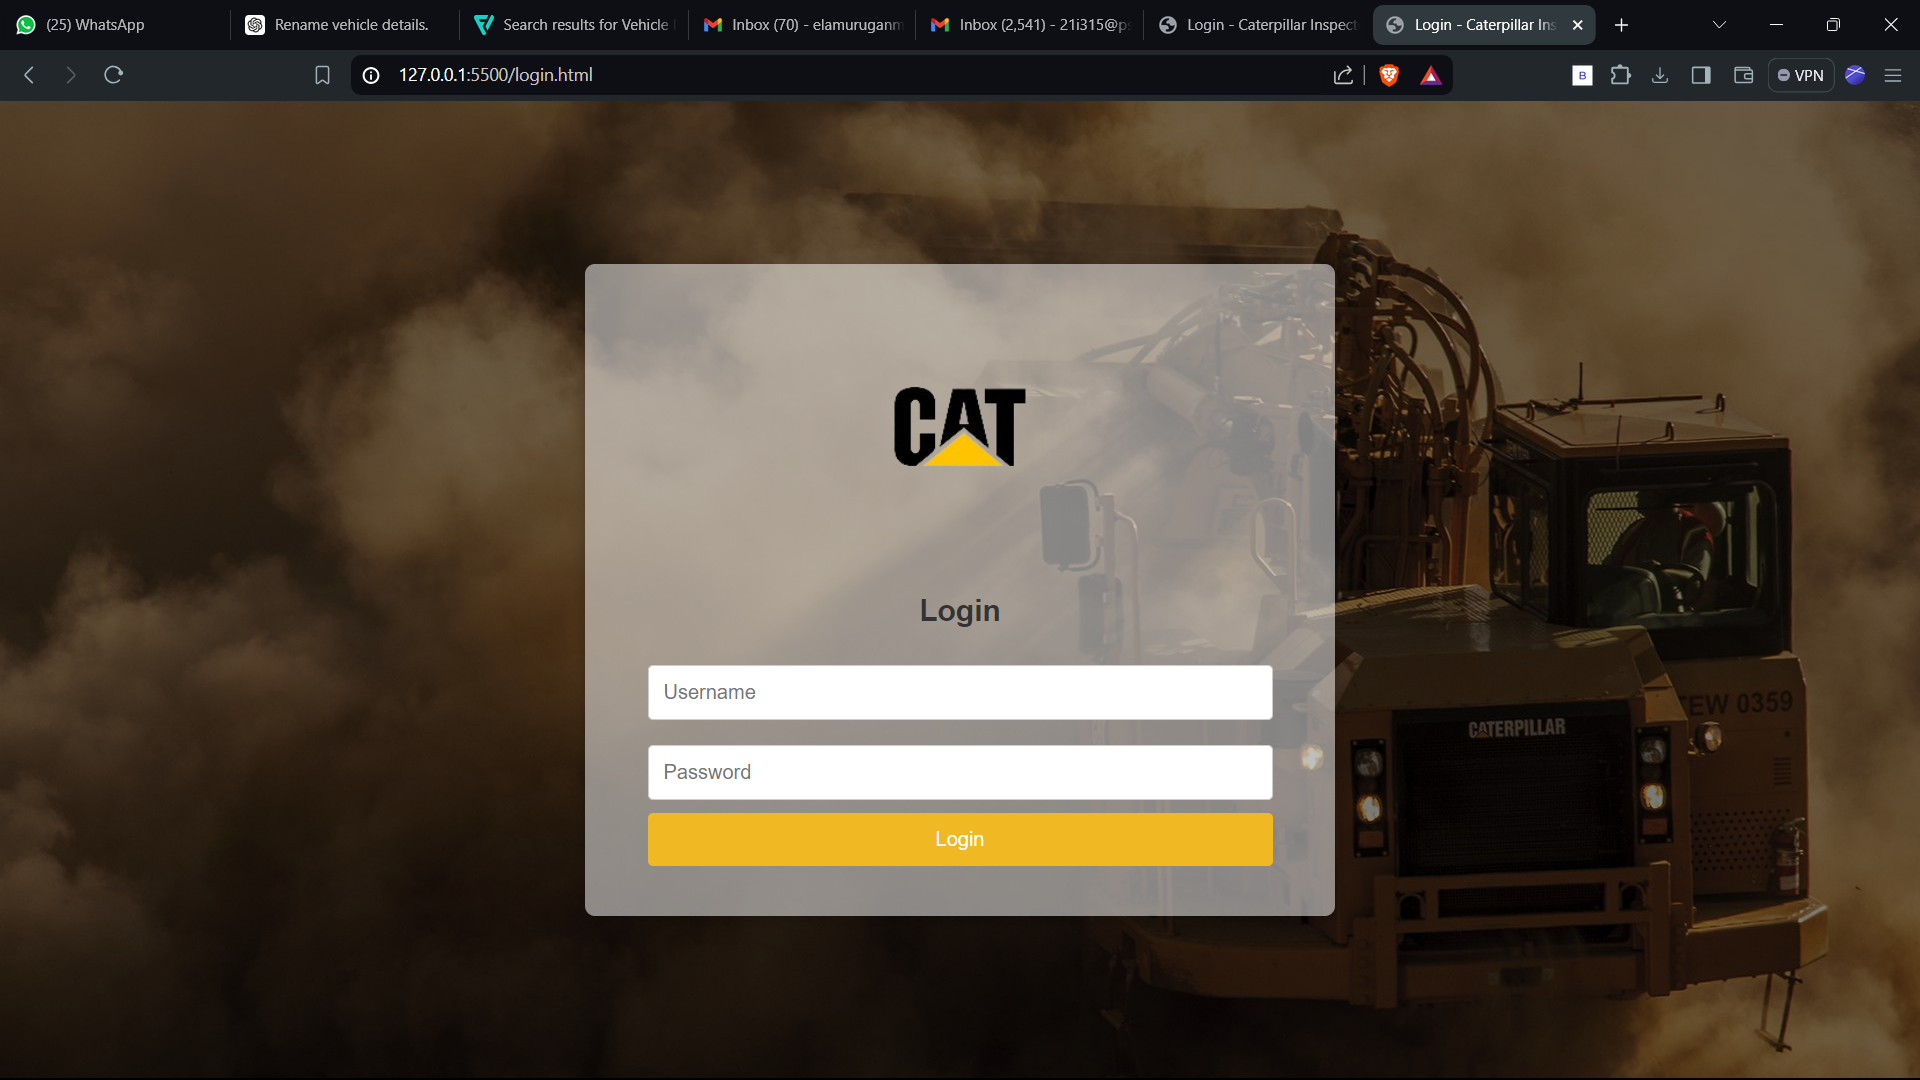 (25) WhatsApp
Rename vehicle details.
Search results for Vehicle
Inbox (70) - elamurugan
Inbox (2,541) - 21i315@p
Login - Caterpillar Inspect
Login - Caterpillar Ins
127.0.0.1:5500/login.html
B
VPN
CAT
Login
Username
Password
Login
EW 0359
CATERPILLAR